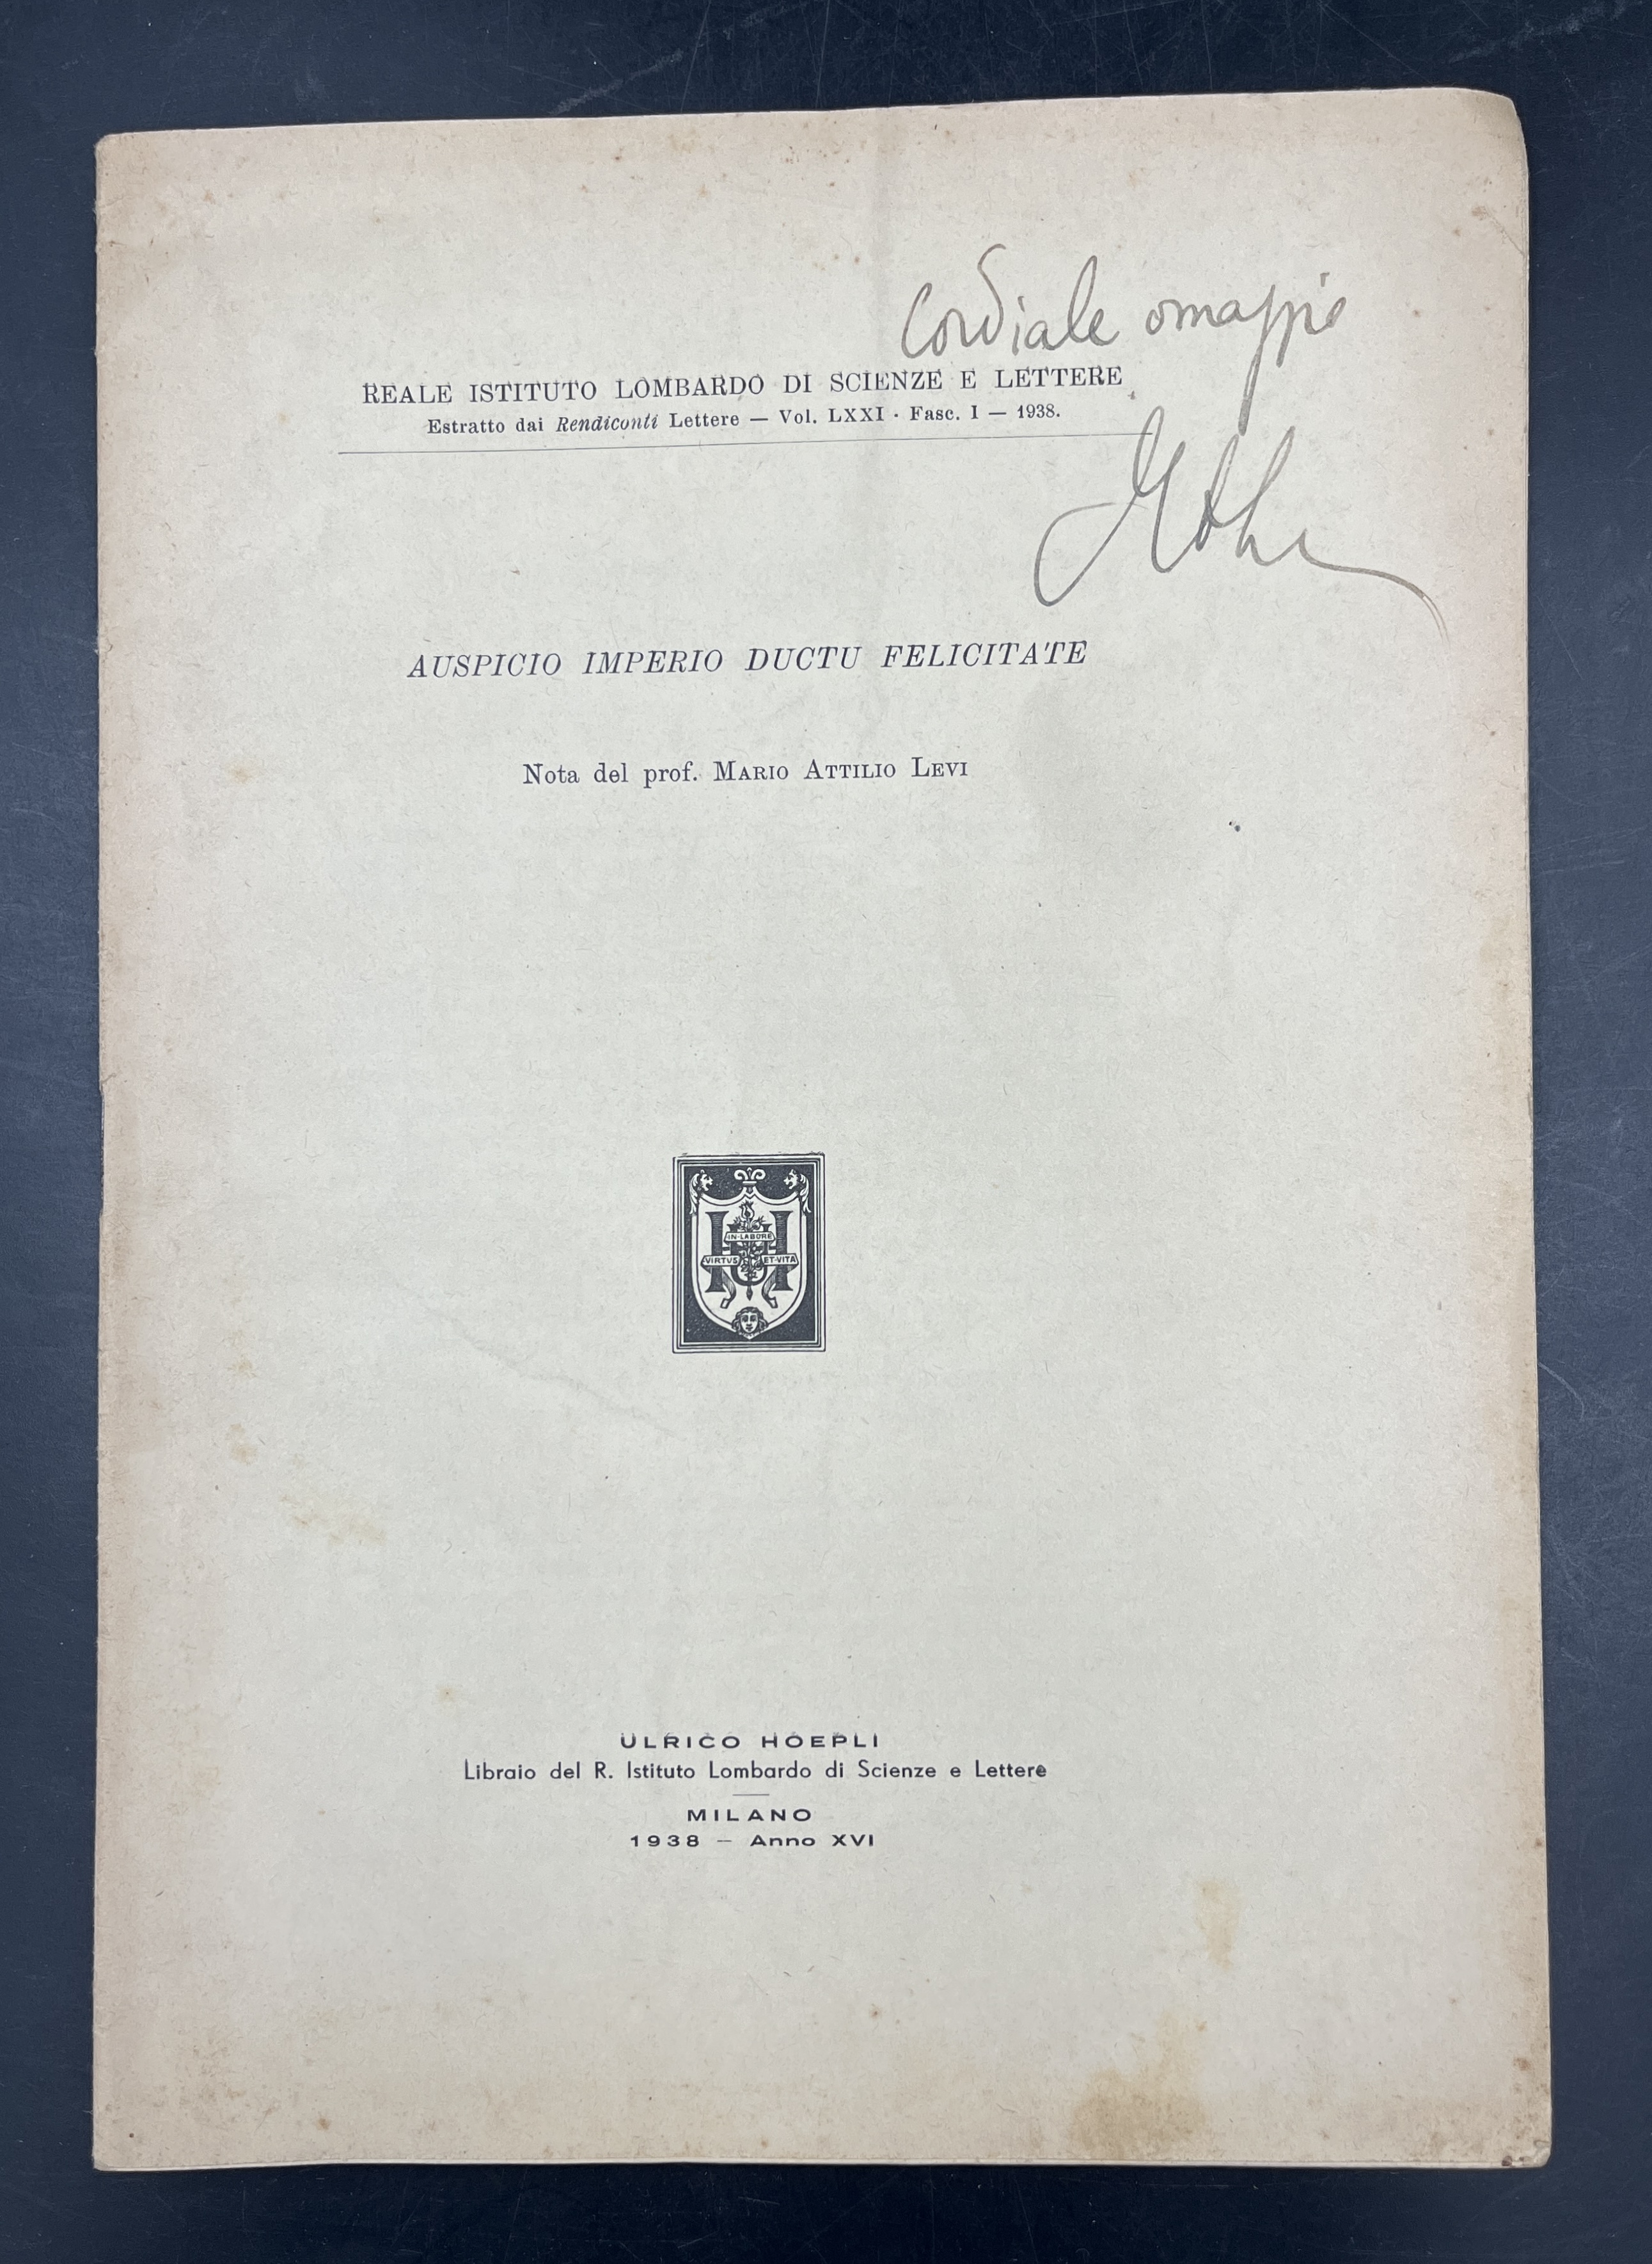 Cordiale omaggio
REALE ISTITUTO LOMBARDO DI SCIENZE E LETTERE
Estratto dai Rendiconti Lettere — Vol. LXXI · Fasc. I — 1938.
AUSPICIO IMPERIO DUCTU FELICITATE
Nota del prof. MARIO ATTILIO LEVI
IN·LABORE
VIRTVS ET·VITA
ULRICO HOEPLI
Libraio del R. Istituto Lombardo di Scienze e Lettere
MILANO
1938 — Anno XVI